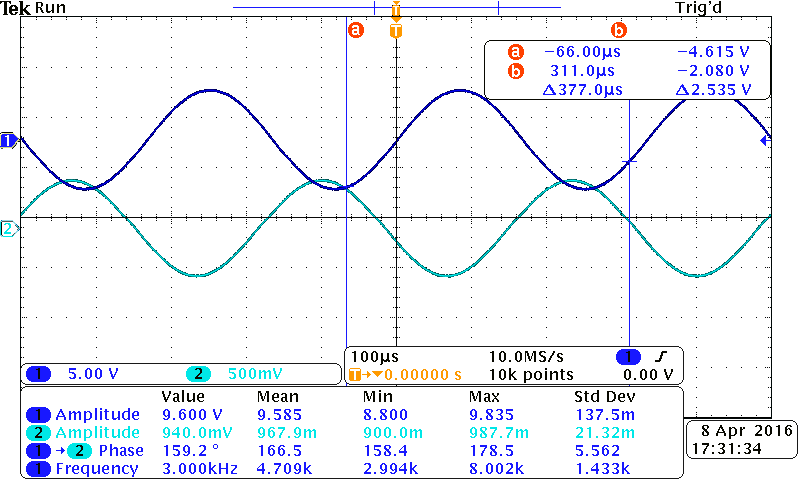 Tek Run Trig'd
T
a b
T
a −66.00µs −4.615 V
b 311.0µs −2.080 V
Δ377.0µs Δ2.535 V
1
2
1 5.00 V 2 500mV
100µs 10.0MS/s 1
T→▼0.00000 s 10k points 0.00 V
Value Mean Min Max Std Dev
1 Amplitude 9.600 V 9.585 8.800 9.835 137.5m
2 Amplitude 940.0mV 967.9m 900.0m 987.7m 21.32m
1 → 2 Phase 159.2 ° 166.5 158.4 178.5 5.562
1 Frequency 3.000kHz 4.709k 2.994k 8.002k 1.433k
8 Apr 2016
17:31:34